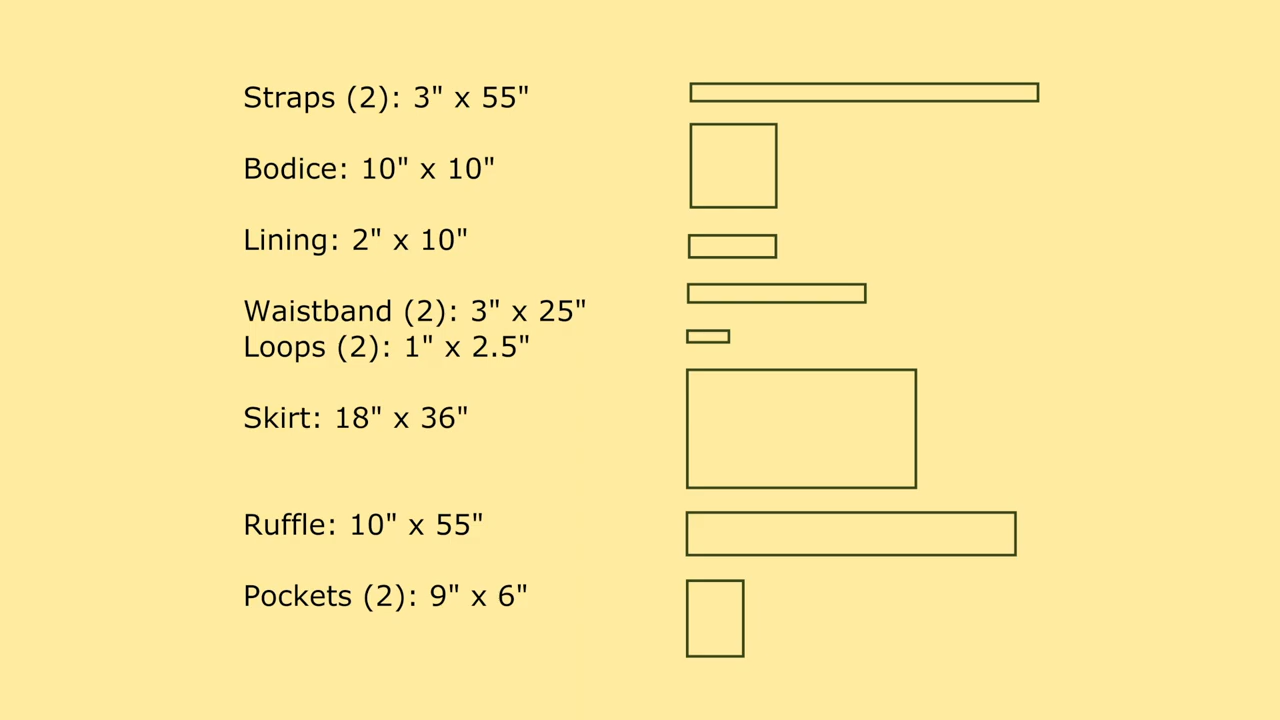 Straps (2): 3" x 55"
Bodice: 10" x 10"
Lining: 2" x 10"
Waistband (2): 3" x 25"
Loops (2): 1" x 2.5"
Skirt: 18" x 36"
Ruffle: 10" x 55"
Pockets (2): 9" x 6"